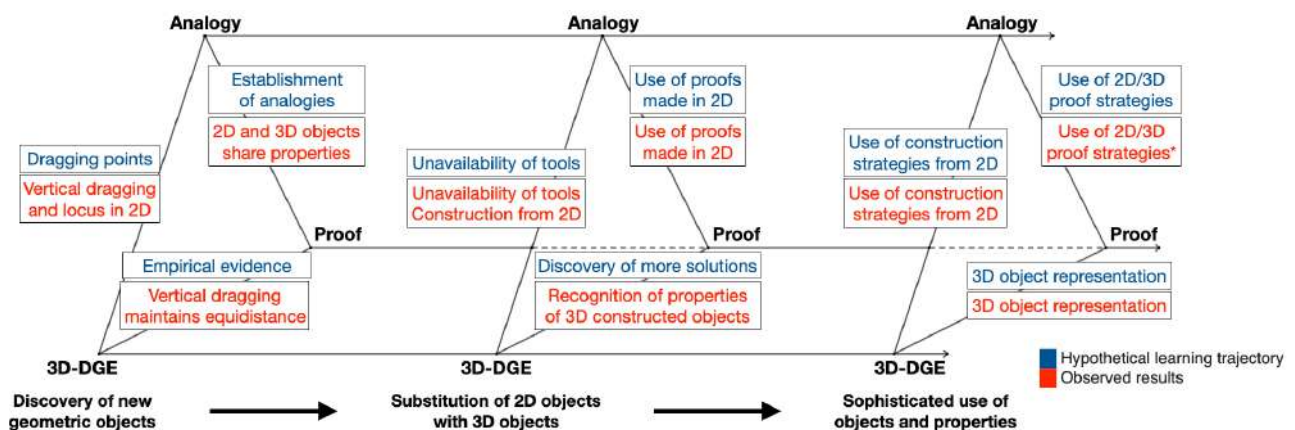 Analogy
Analogy
Analogy
Establishment
of analogies
2D and 3D objects
share properties
Use of proofs
made in 2D
Use of proofs
made in 2D
Use of 2D/3D
proof strategies
Use of 2D/3D
proof strategies*
Dragging points
Vertical dragging
and locus in 2D
Unavailability of tools
Unavailability of tools
Construction from 2D
Use of construction
strategies from 2D
Use of construction
strategies from 2D
Proof
Proof
Proof
Empirical evidence
Vertical dragging
maintains equidistance
Discovery of more solutions
Recognition of properties
of 3D constructed objects
3D object representation
3D object representation
3D-DGE
3D-DGE
3D-DGE
Hypothetical learning trajectory
Observed results
Discovery of new
geometric objects
Substitution of 2D objects
with 3D objects
Sophisticated use of
objects and properties